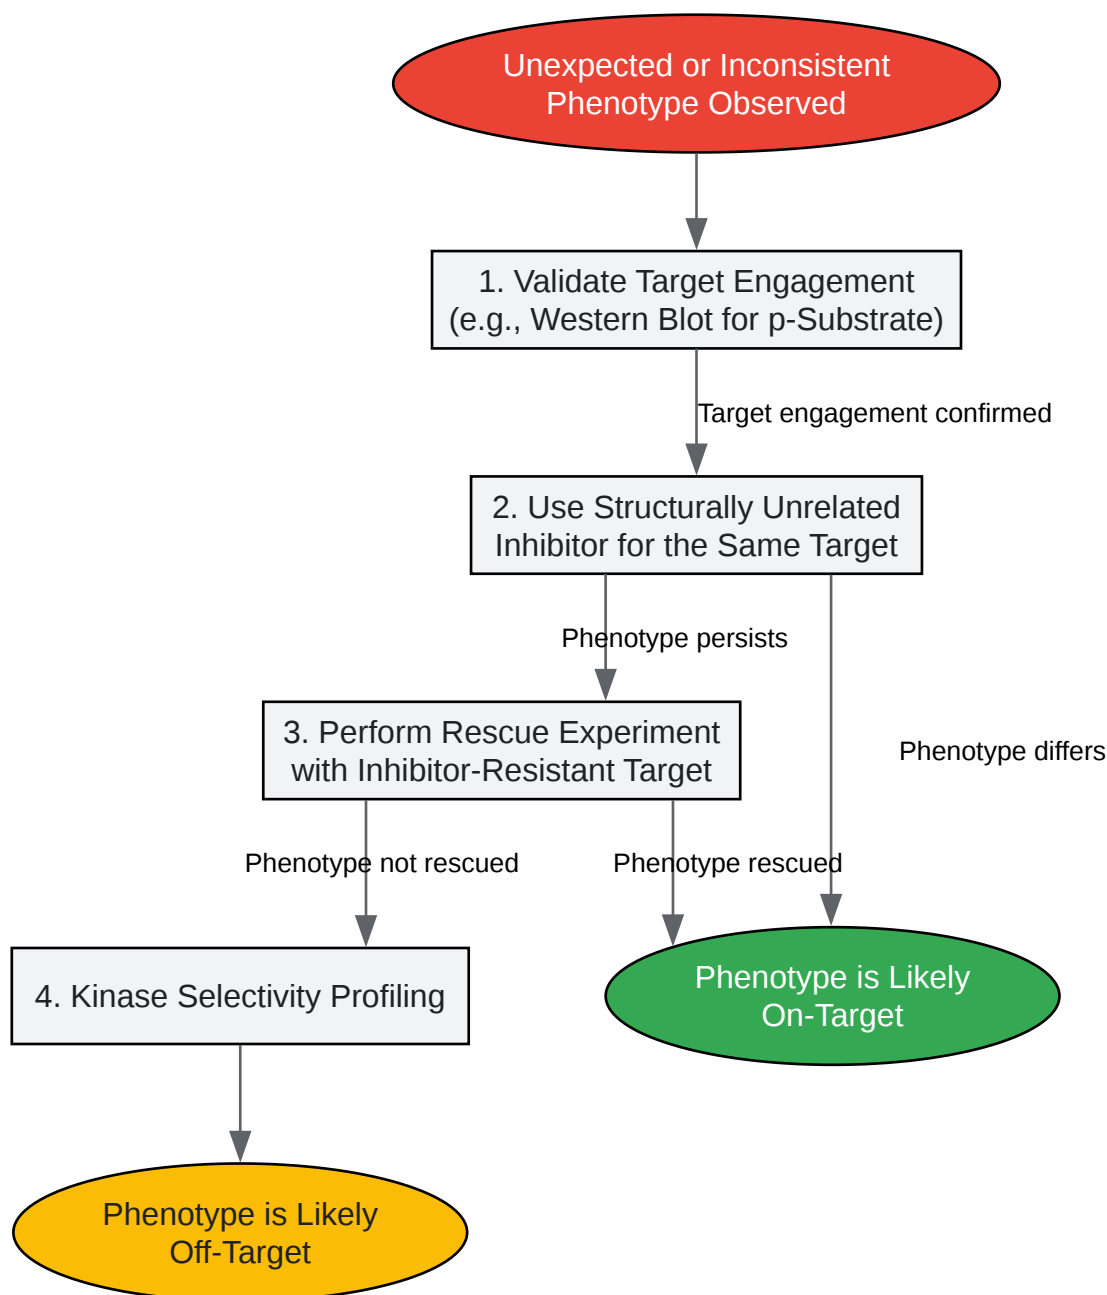 Unexpected or Inconsistent
Phenotype Observed
1. Validate Target Engagement
(e.g., Western Blot for p-Substrate)
Target engagement confirmed
2. Use Structurally Unrelated
Inhibitor for the Same Target
Phenotype persists
3. Perform Rescue Experiment
with Inhibitor-Resistant Target
Phenotype differs
Phenotype not rescued
Phenotype rescued
4. Kinase Selectivity Profiling
Phenotype is Likely
On-Target
Phenotype is Likely
Off-Target